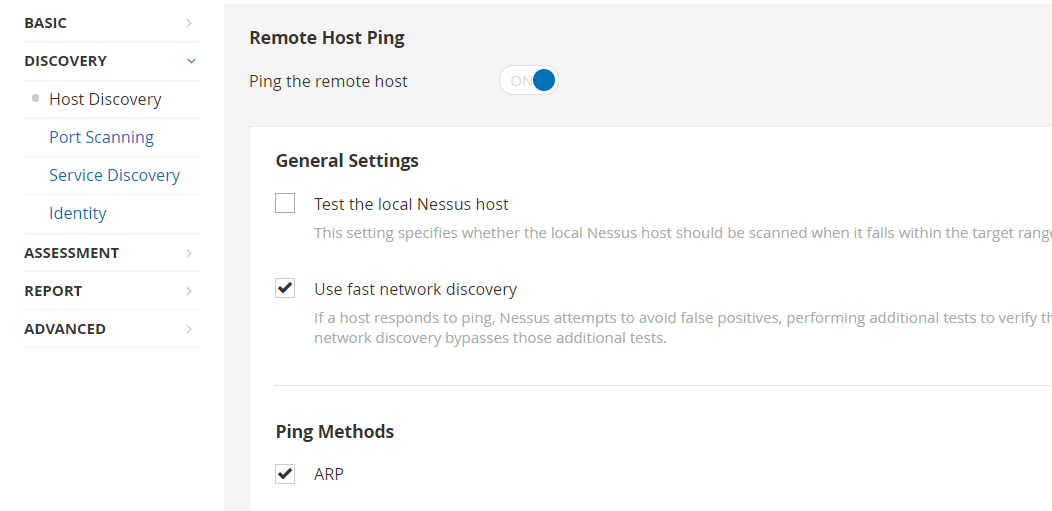 BASIC
DISCOVERY
Host Discovery
Port Scanning
Service Discovery
Identity
ASSESSMENT
REPORT
ADVANCED
Remote Host Ping
Ping the remote host
ON
General Settings
Test the local Nessus host
This setting specifies whether the local Nessus host should be scanned when it falls within the target range
Use fast network discovery
If a host responds to ping, Nessus attempts to avoid false positives, performing additional tests to verify th
network discovery bypasses those additional tests.
Ping Methods
ARP